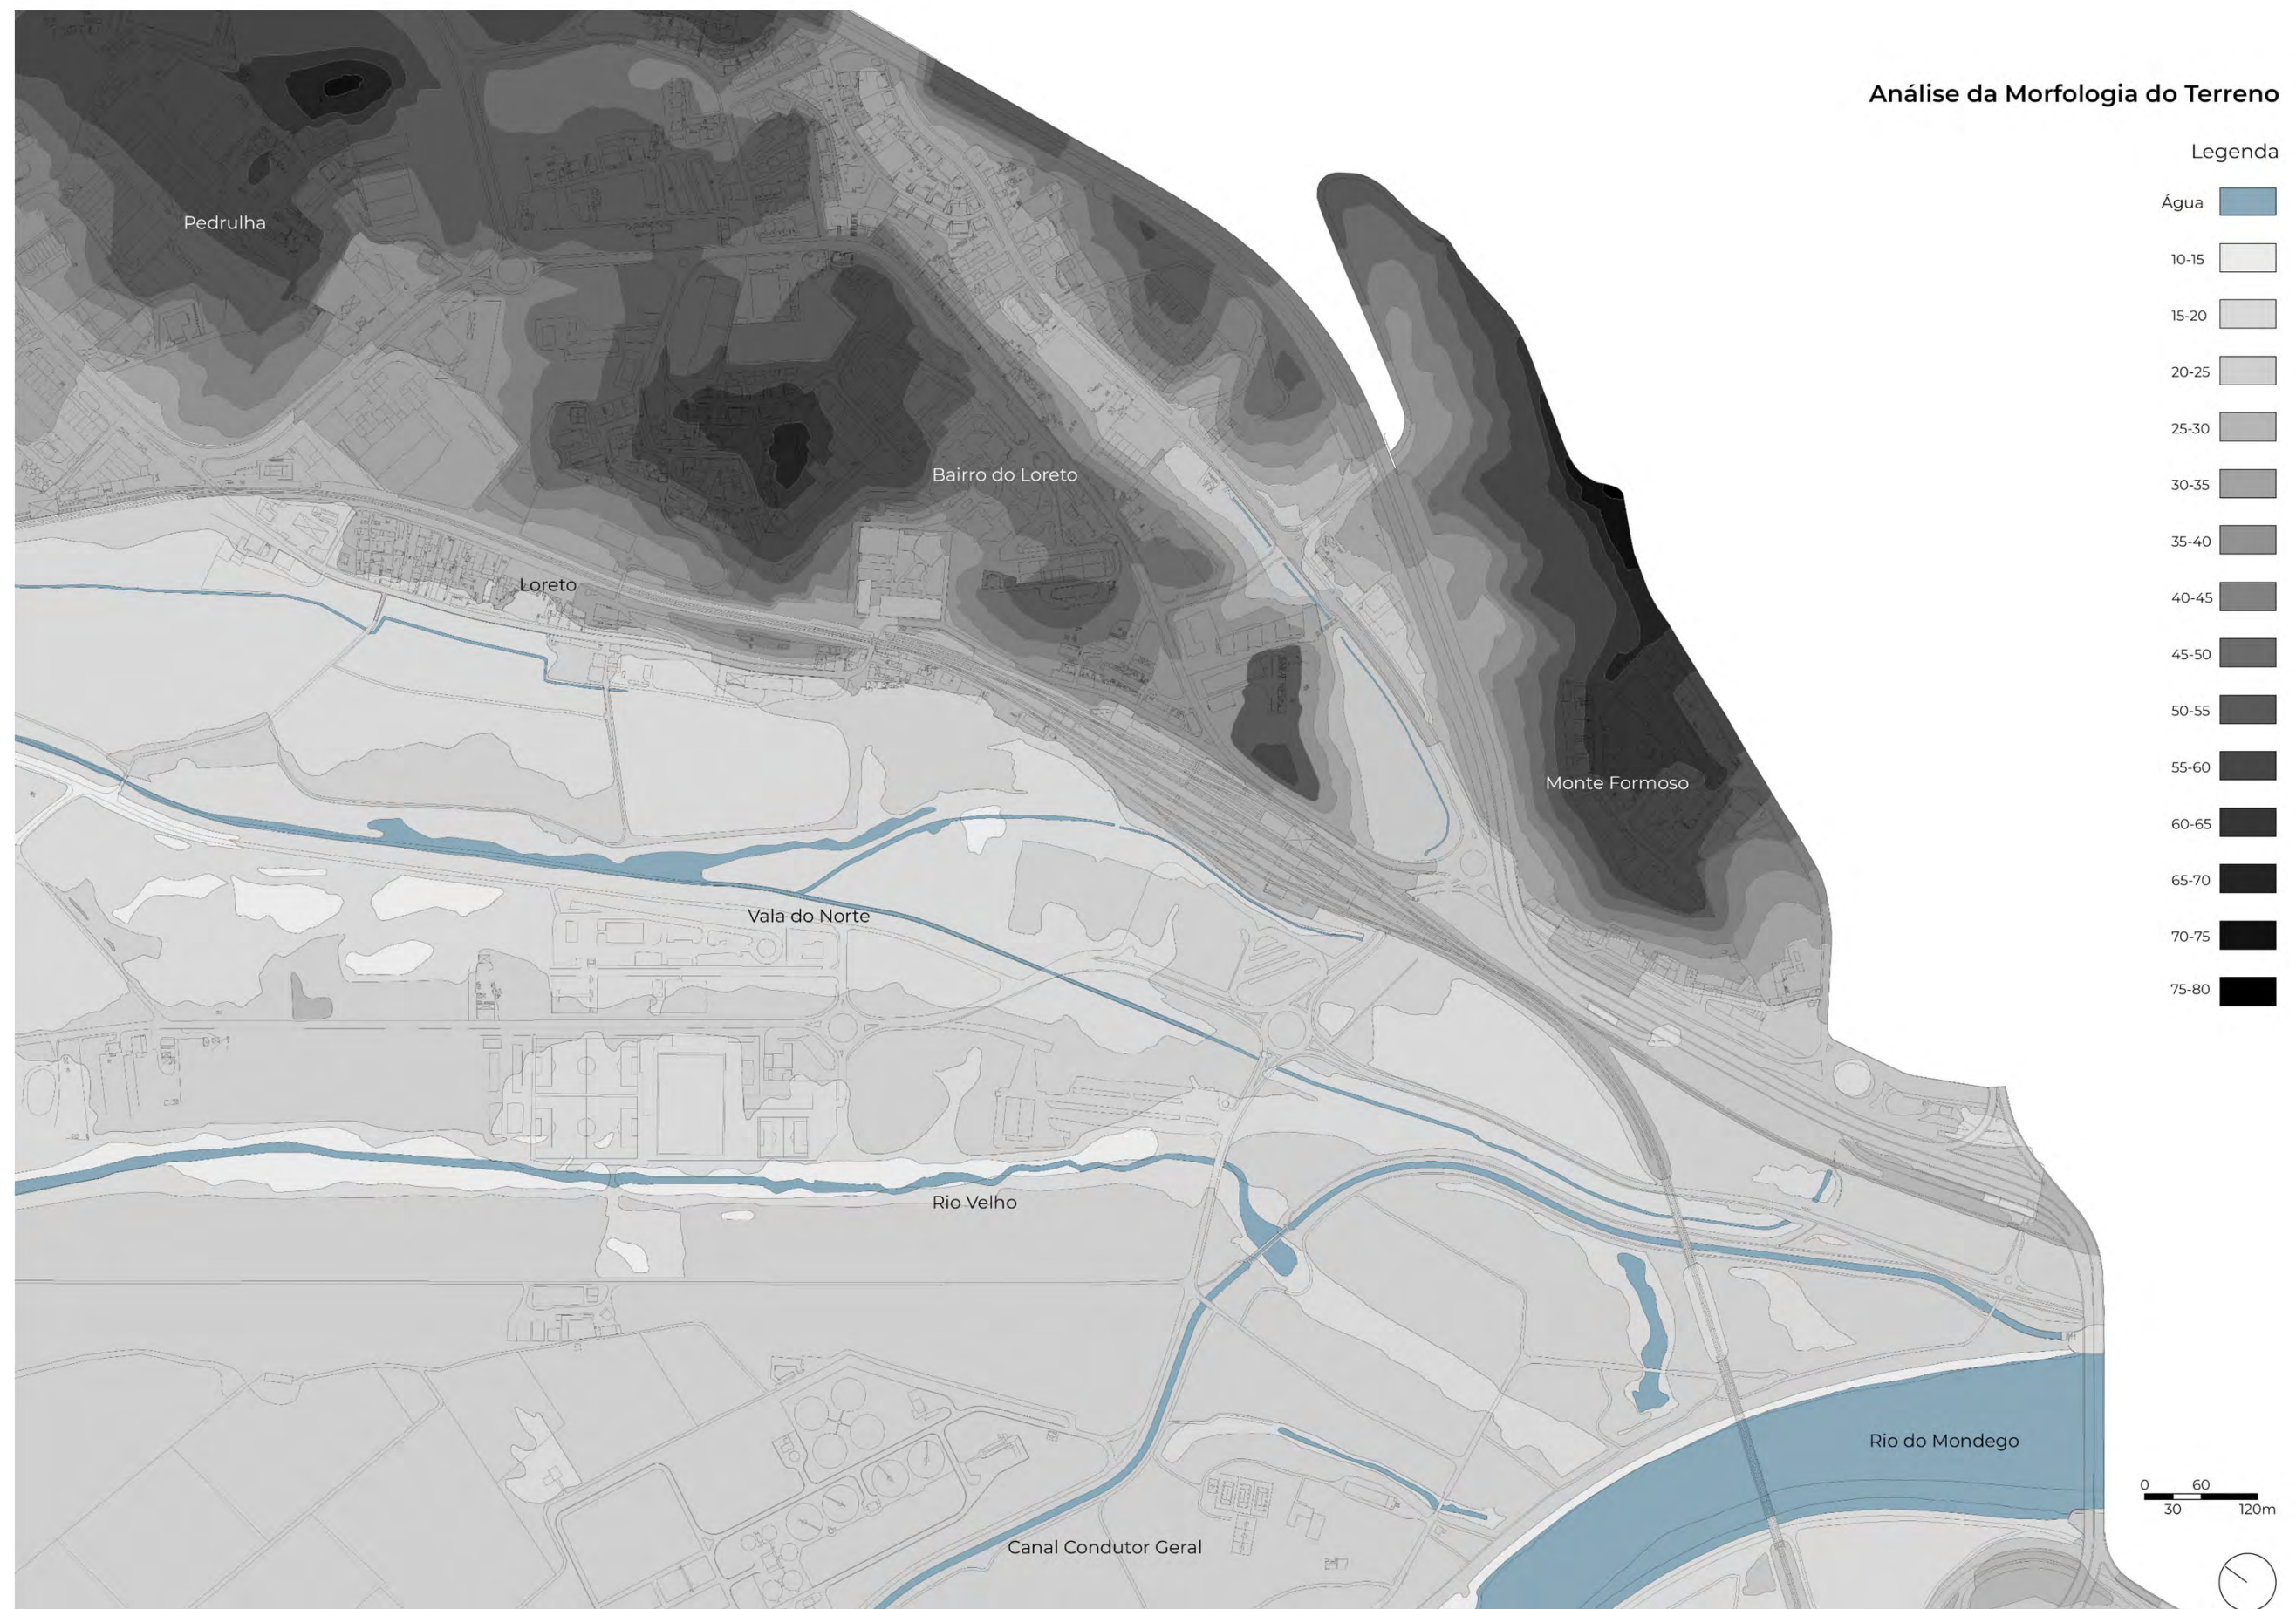 Análise da Morfologia do Terreno
Legenda
Água
10-15
15-20
20-25
25-30
30-35
35-40
40-45
45-50
50-55
55-60
60-65
65-70
70-75
75-80
Pedrulha
Bairro do Loreto
Loreto
Monte Formoso
Vala do Norte
Rio Velho
Rio do Mondego
Canal Condutor Geral
0 60
30 120m